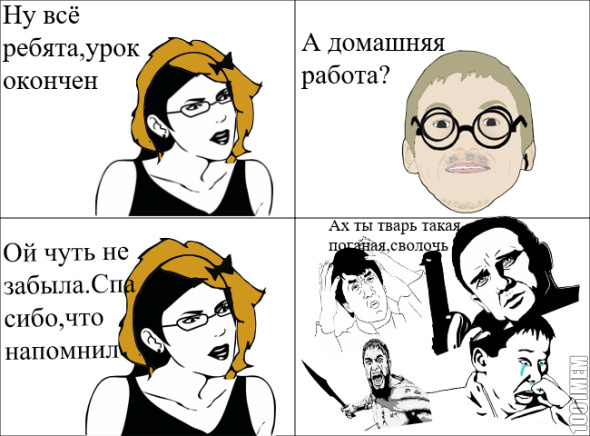 Ну всё
ребята,урок
окончен
А домашняя
работа?
Ой чуть не
забыла.Спа
сибо,что
напомнил
Ах ты тварь такая
поганая,сволочь
1001MEM